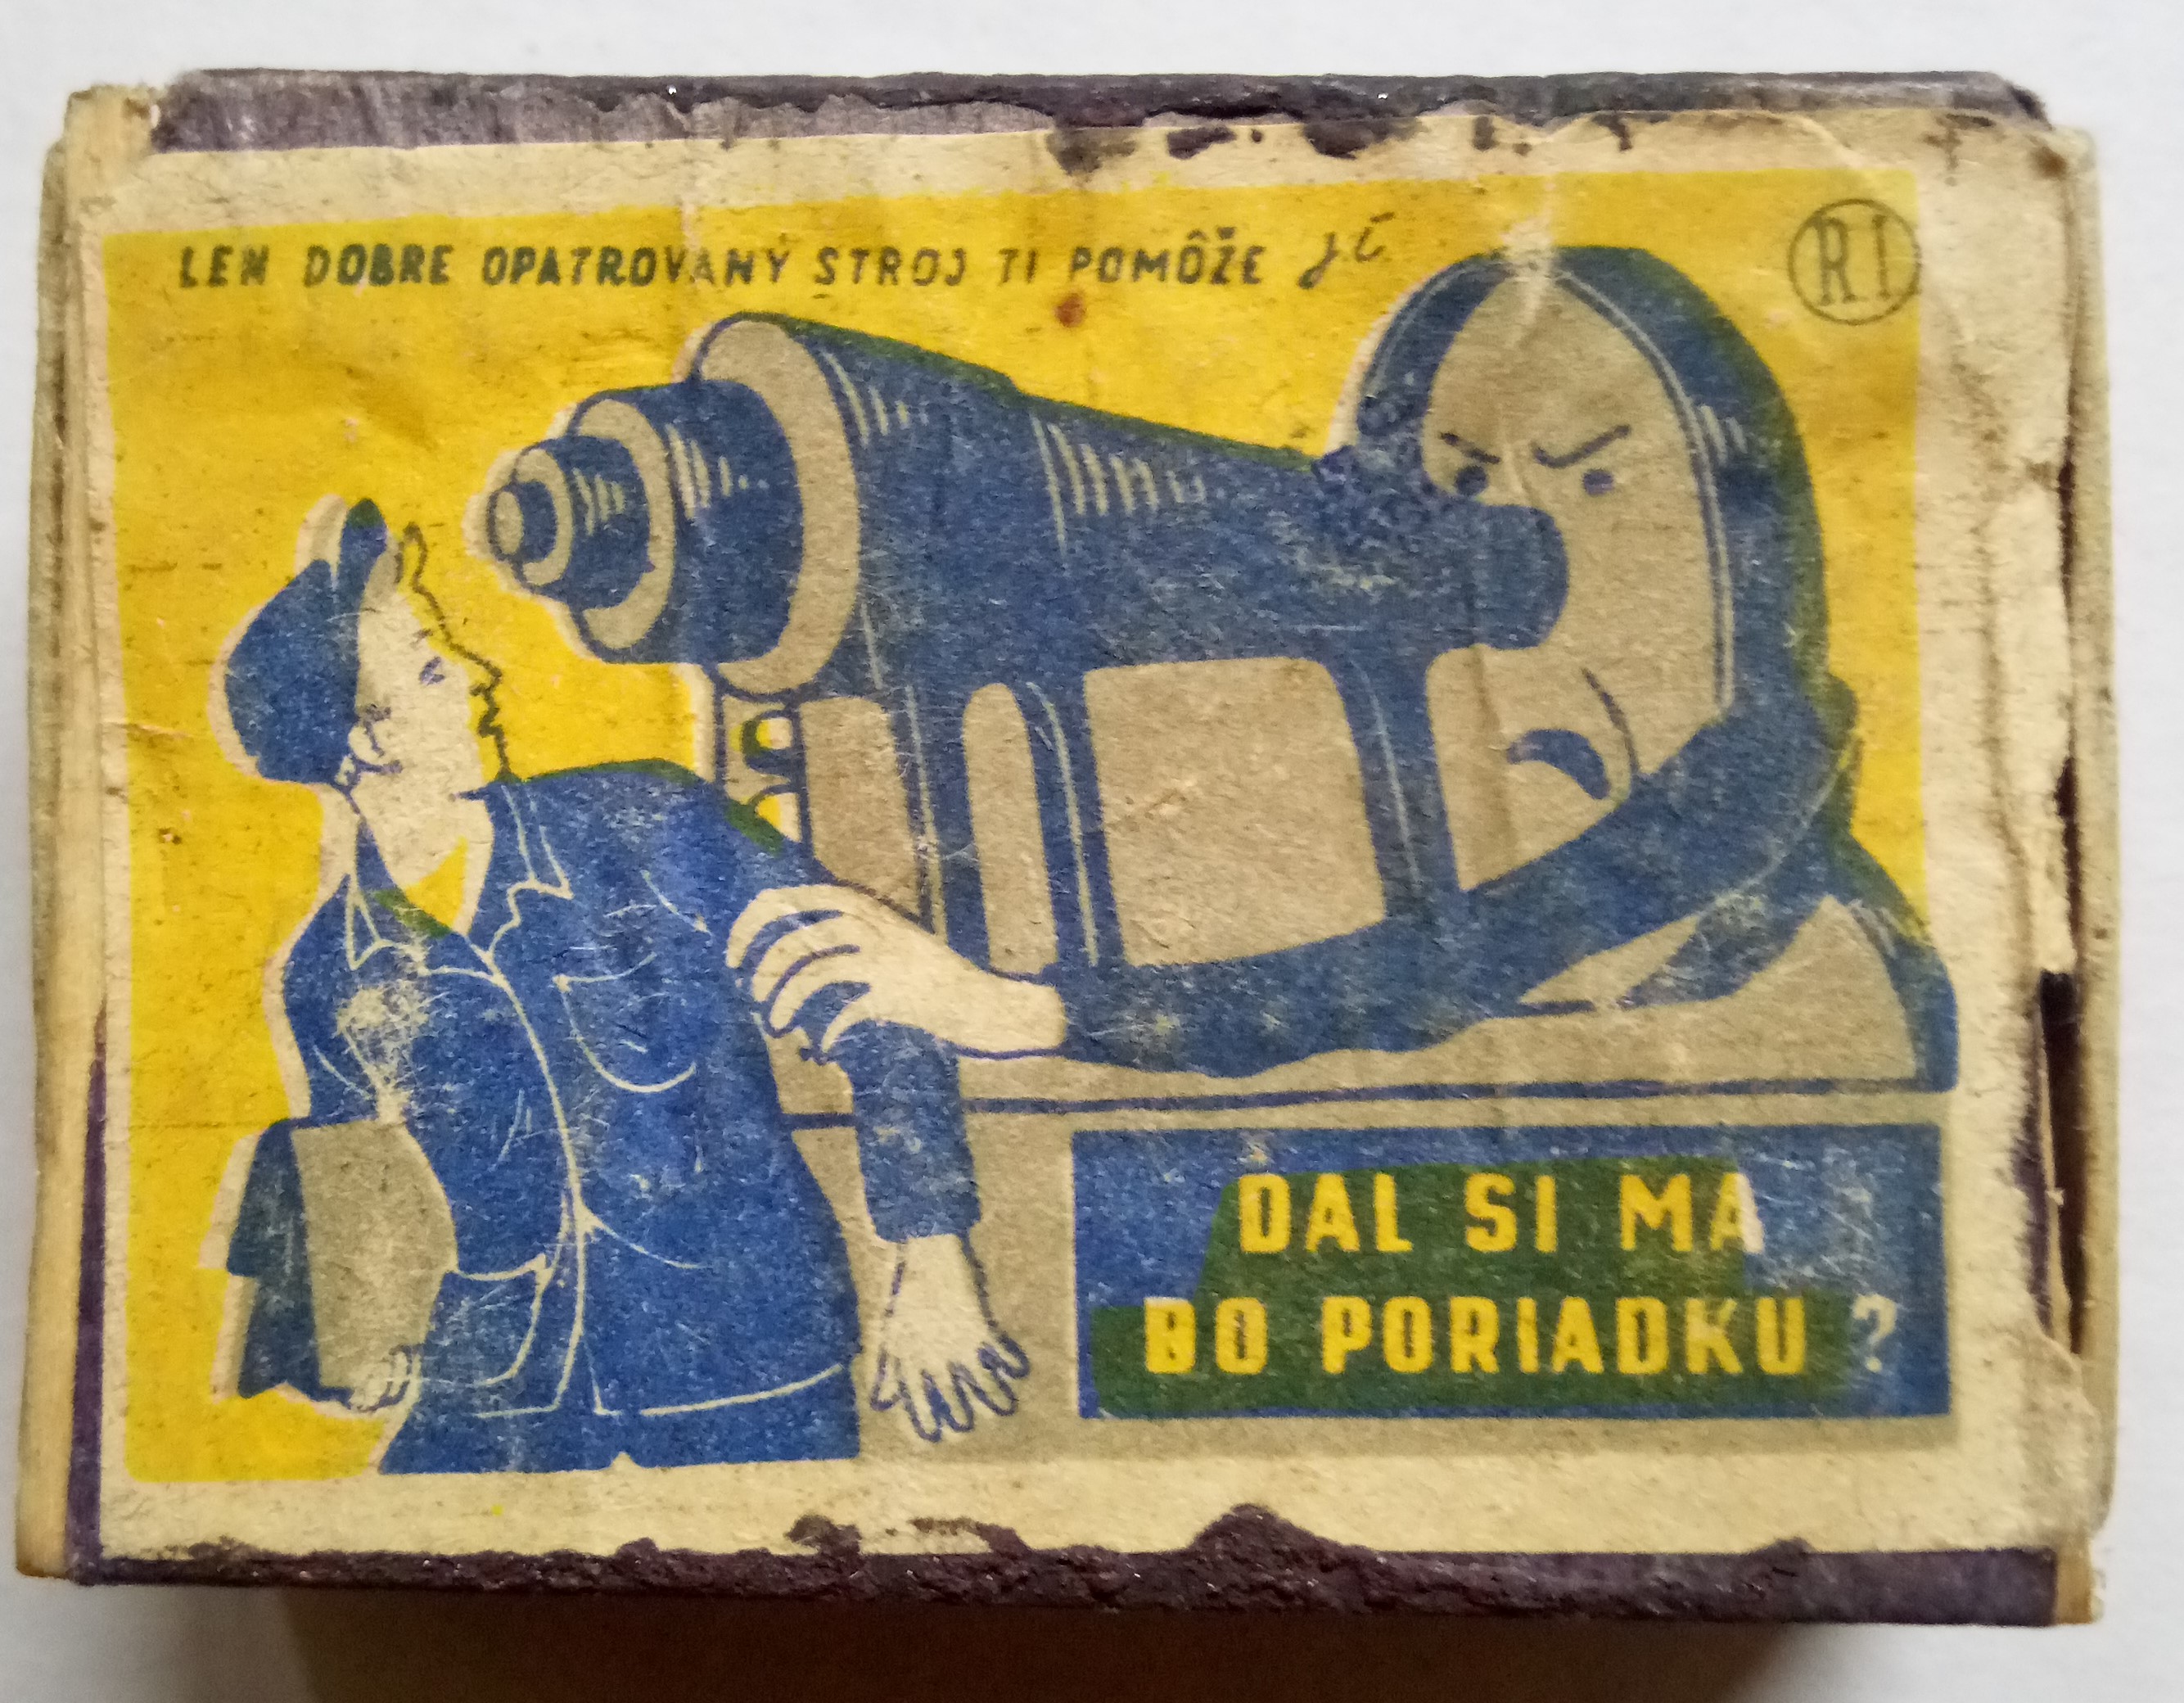 LEN DOBRE OPATROVANÝ STROJ TI POMÔŽE
RI
DAL SI MA
DO PORIADKU ?